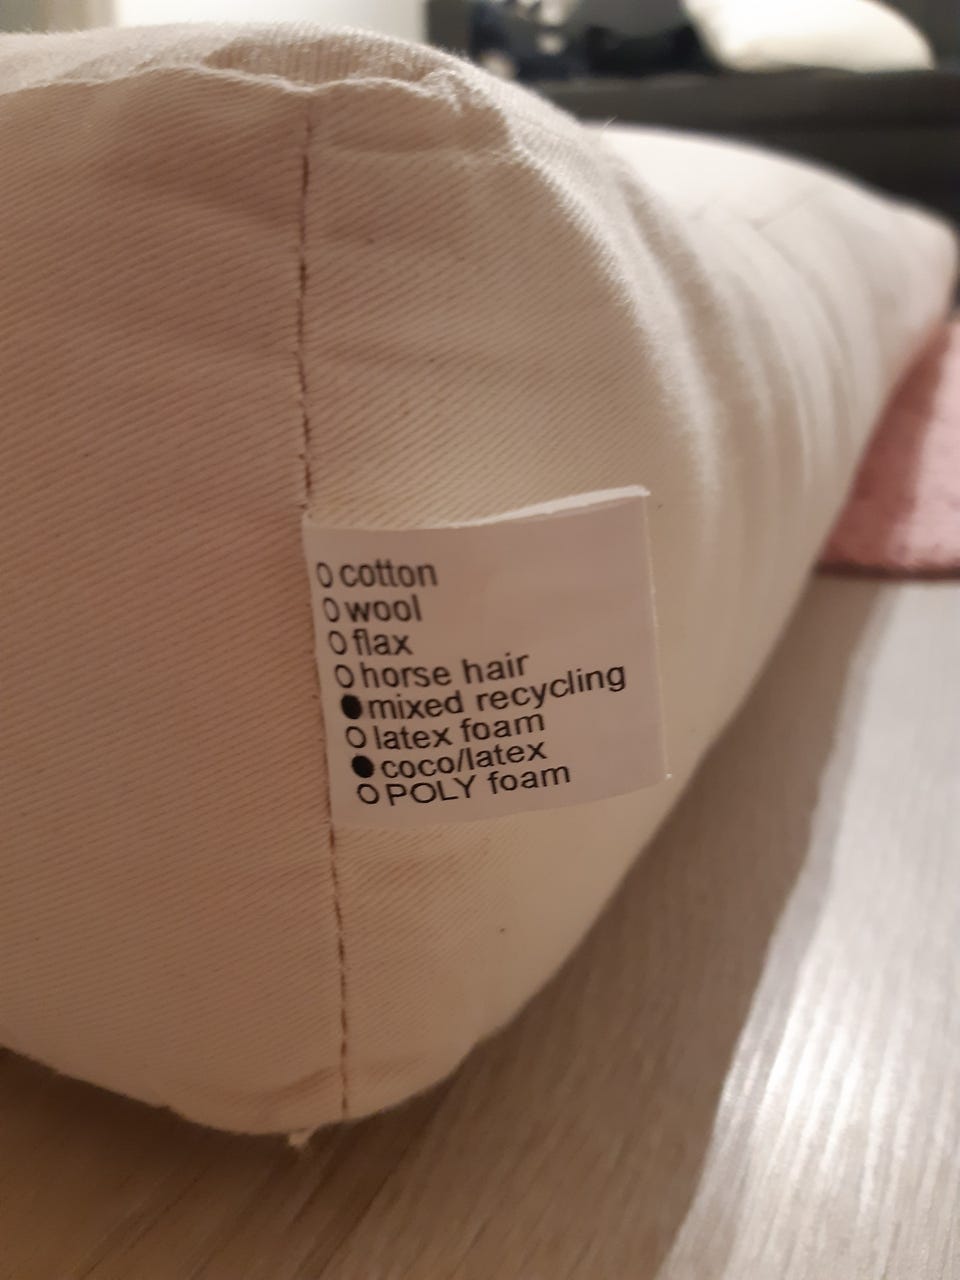 O cotton
O wool
O flax
O horse hair
● mixed recycling
O latex foam
● coco/latex
O POLY foam